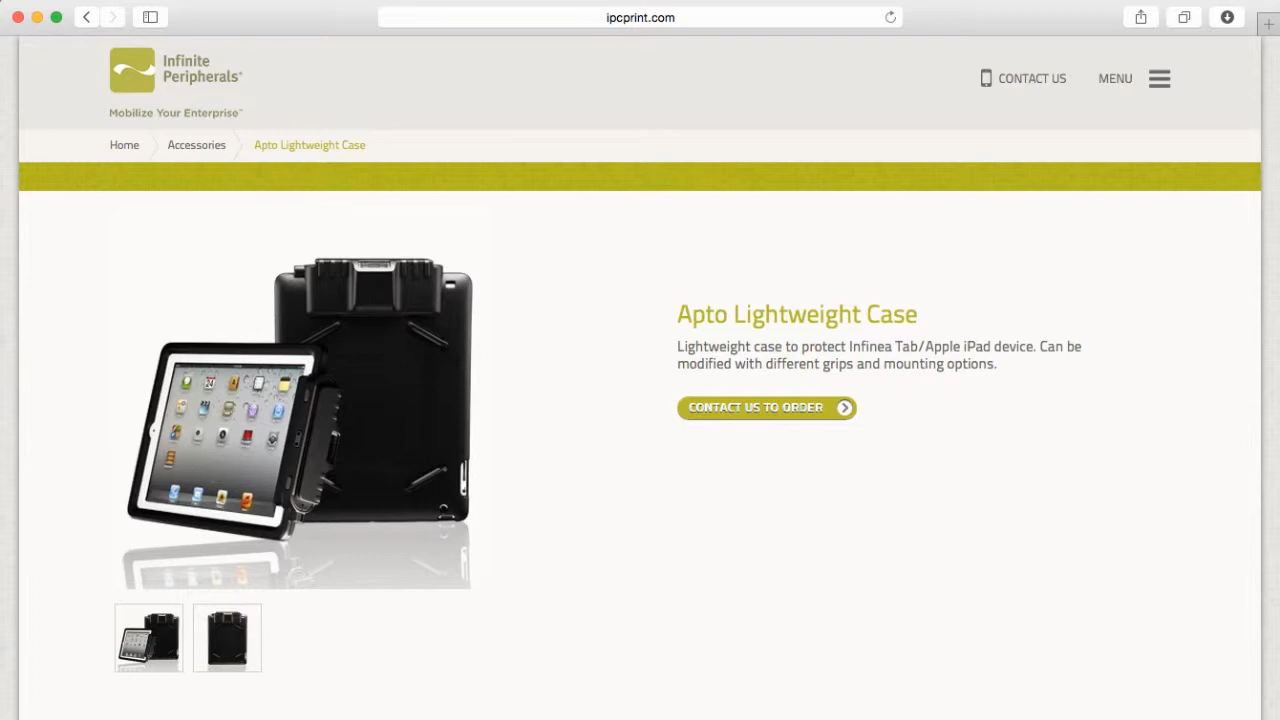 ipcprint.com
Infinite
Peripherals®
Mobilize Your Enterprise™
CONTACT US
MENU
Home
Accessories
Apto Lightweight Case
Apto Lightweight Case
Lightweight case to protect Infinea Tab/Apple iPad device. Can be
modified with different grips and mounting options.
CONTACT US TO ORDER